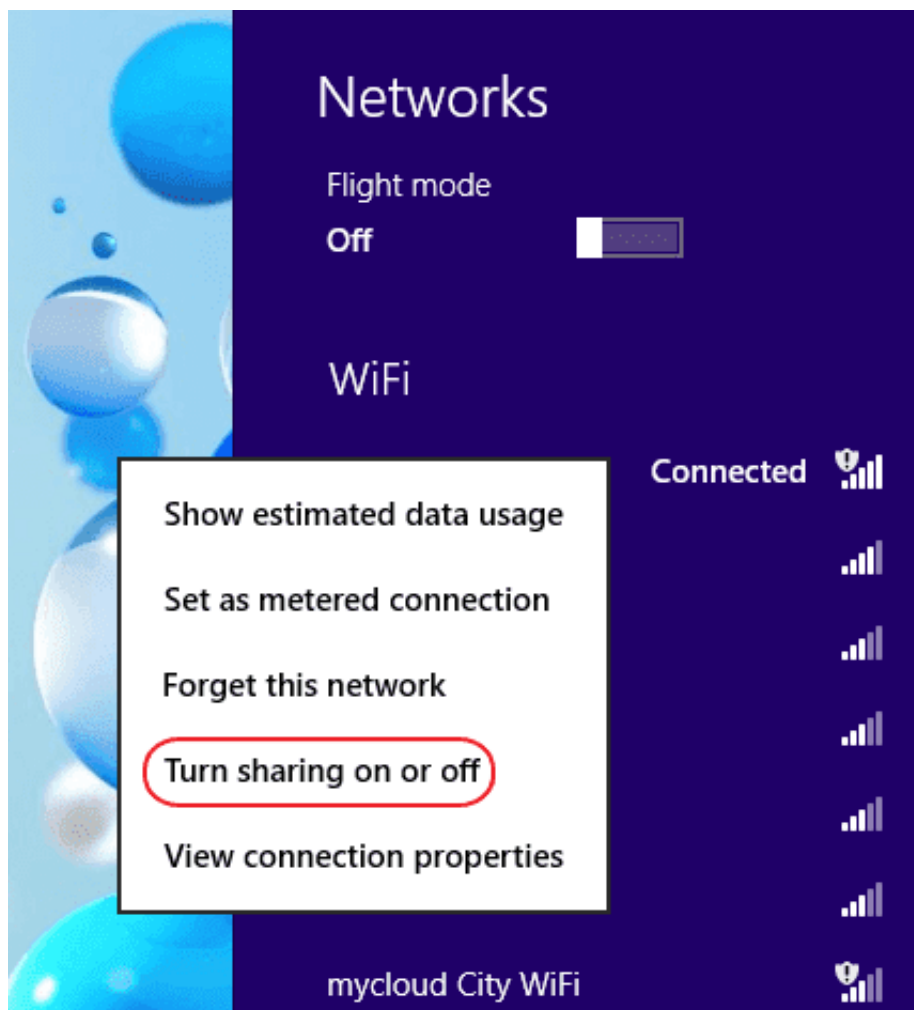 Networks
Flight mode
Off
WiFi
Connected
Show estimated data usage
Set as metered connection
Forget this network
Turn sharing on or off
View connection properties
mycloud City WiFi